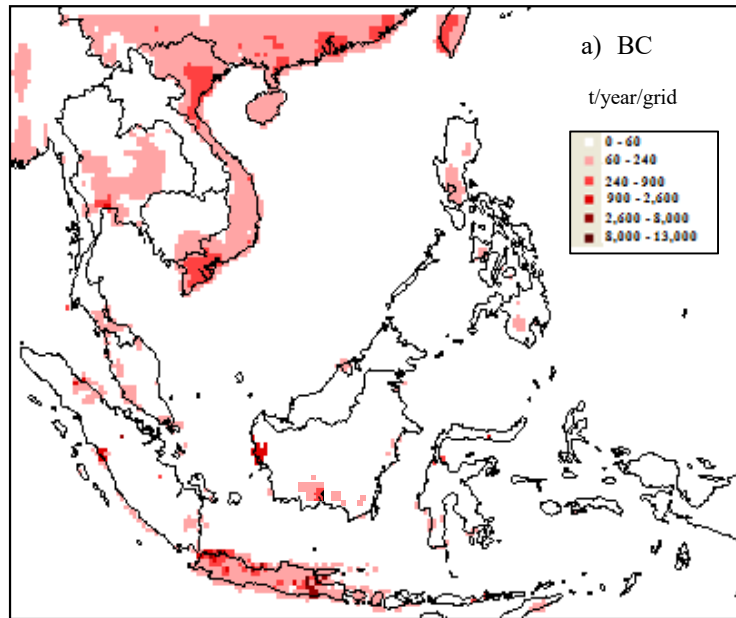 a) BC
t/year/grid
0 - 60
60 - 240
240 - 900
900 - 2,600
2,600 - 8,000
8,000 - 13,000